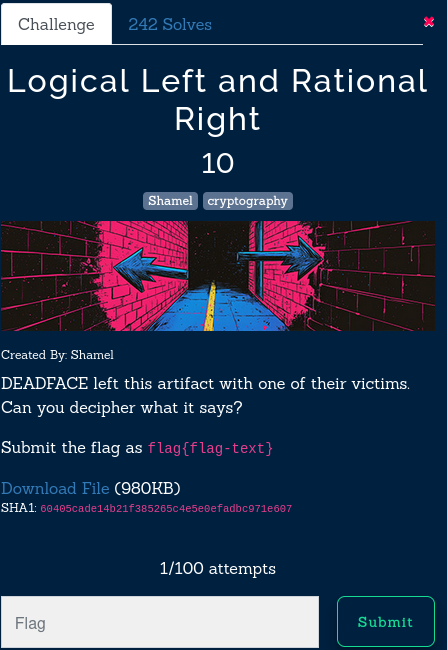 Challenge 242 Solves ×
Logical Left and Rational
Right
10
Shamel cryptography
Created By: Shamel
DEADFACE left this artifact with one of their victims.
Can you decipher what it says?
Submit the flag as flag{flag-text}
Download File (980KB)
SHA1: 60405cade14b21f385265c4e5e0efadbc971e607
1/100 attempts
Flag Submit